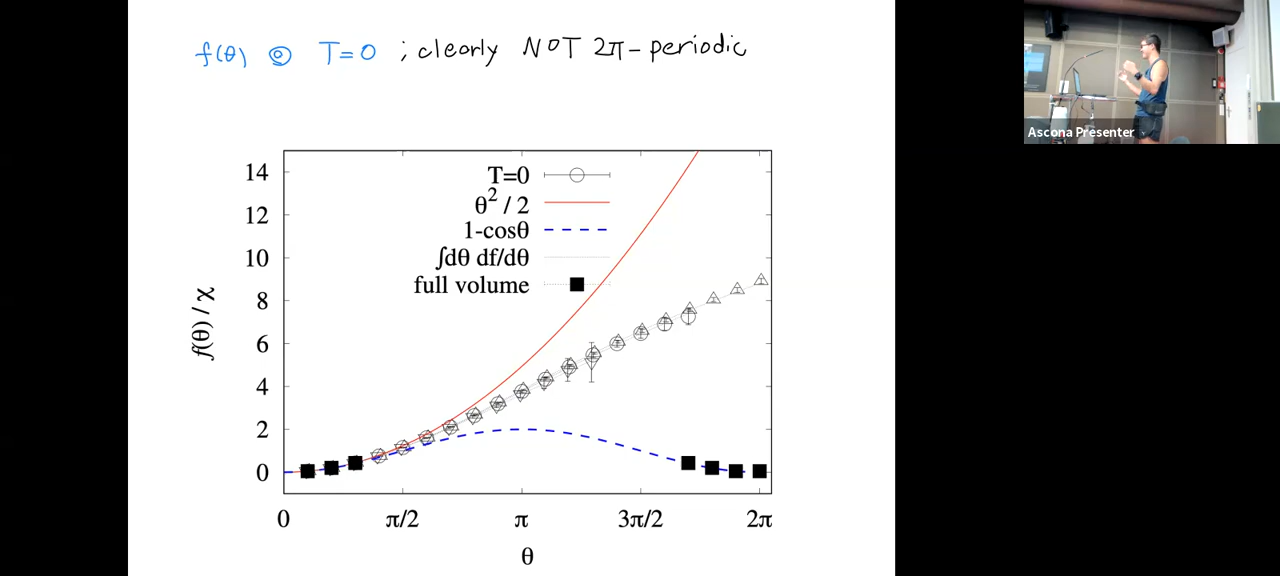 f(θ) @ T=0 ; clearly NOT 2π-periodic
Ascona Presenter
14
12
10
8
6
4
2
0
f(θ) / χ
T=0
θ² / 2
1-cosθ
∫dθ df/dθ
full volume
0 π/2 π 3π/2 2π
θ